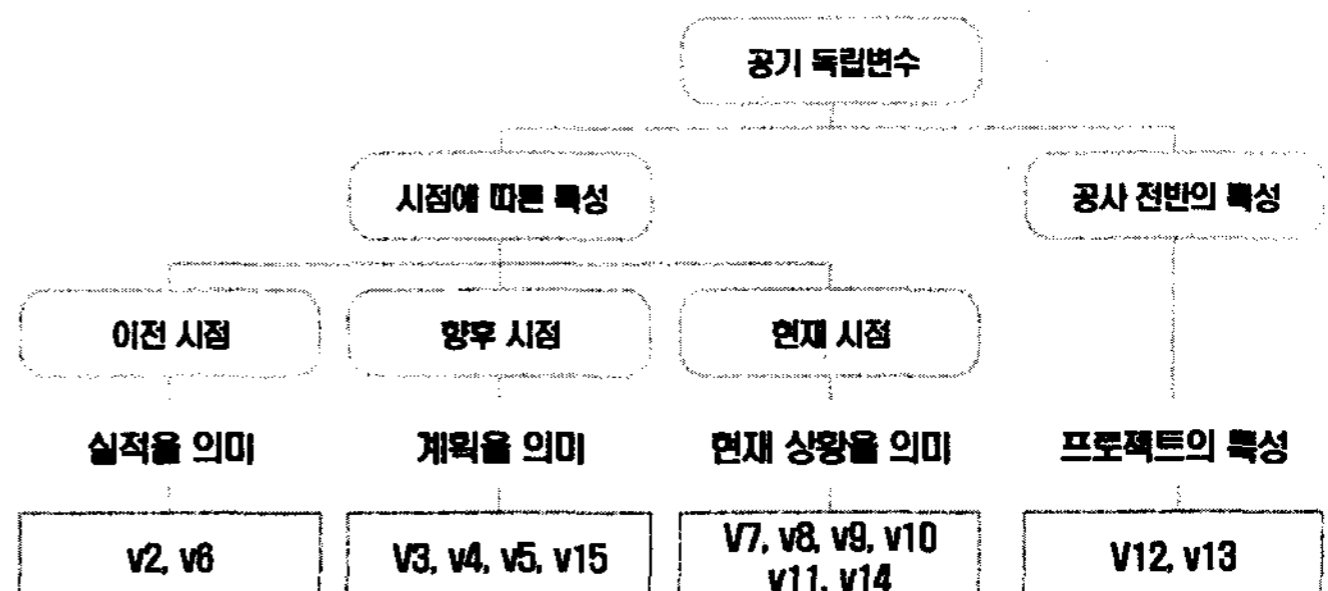 공기 독립변수
시점에 따른 특성
공사 전반의 특성
이전 시점
향후 시점
현재 시점
실적을 의미
계획을 의미
현재 상황을 의미
프로젝트의 특성
v2, v6
V3, v4, v5, v15
V7, v8, v9, v10
v11, v14
V12, v13